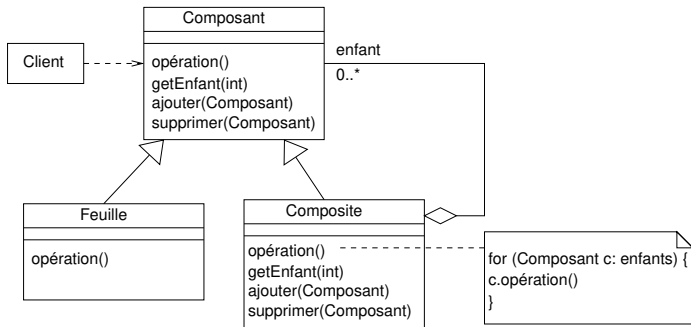 Composant
opération()
getEnfant(int)
ajouter(Composant)
supprimer(Composant)
Client
enfant
0..*
Feuille
opération()
Composite
opération()
getEnfant(int)
ajouter(Composant)
supprimer(Composant)
for (Composant c: enfants) {
c.opération()
}